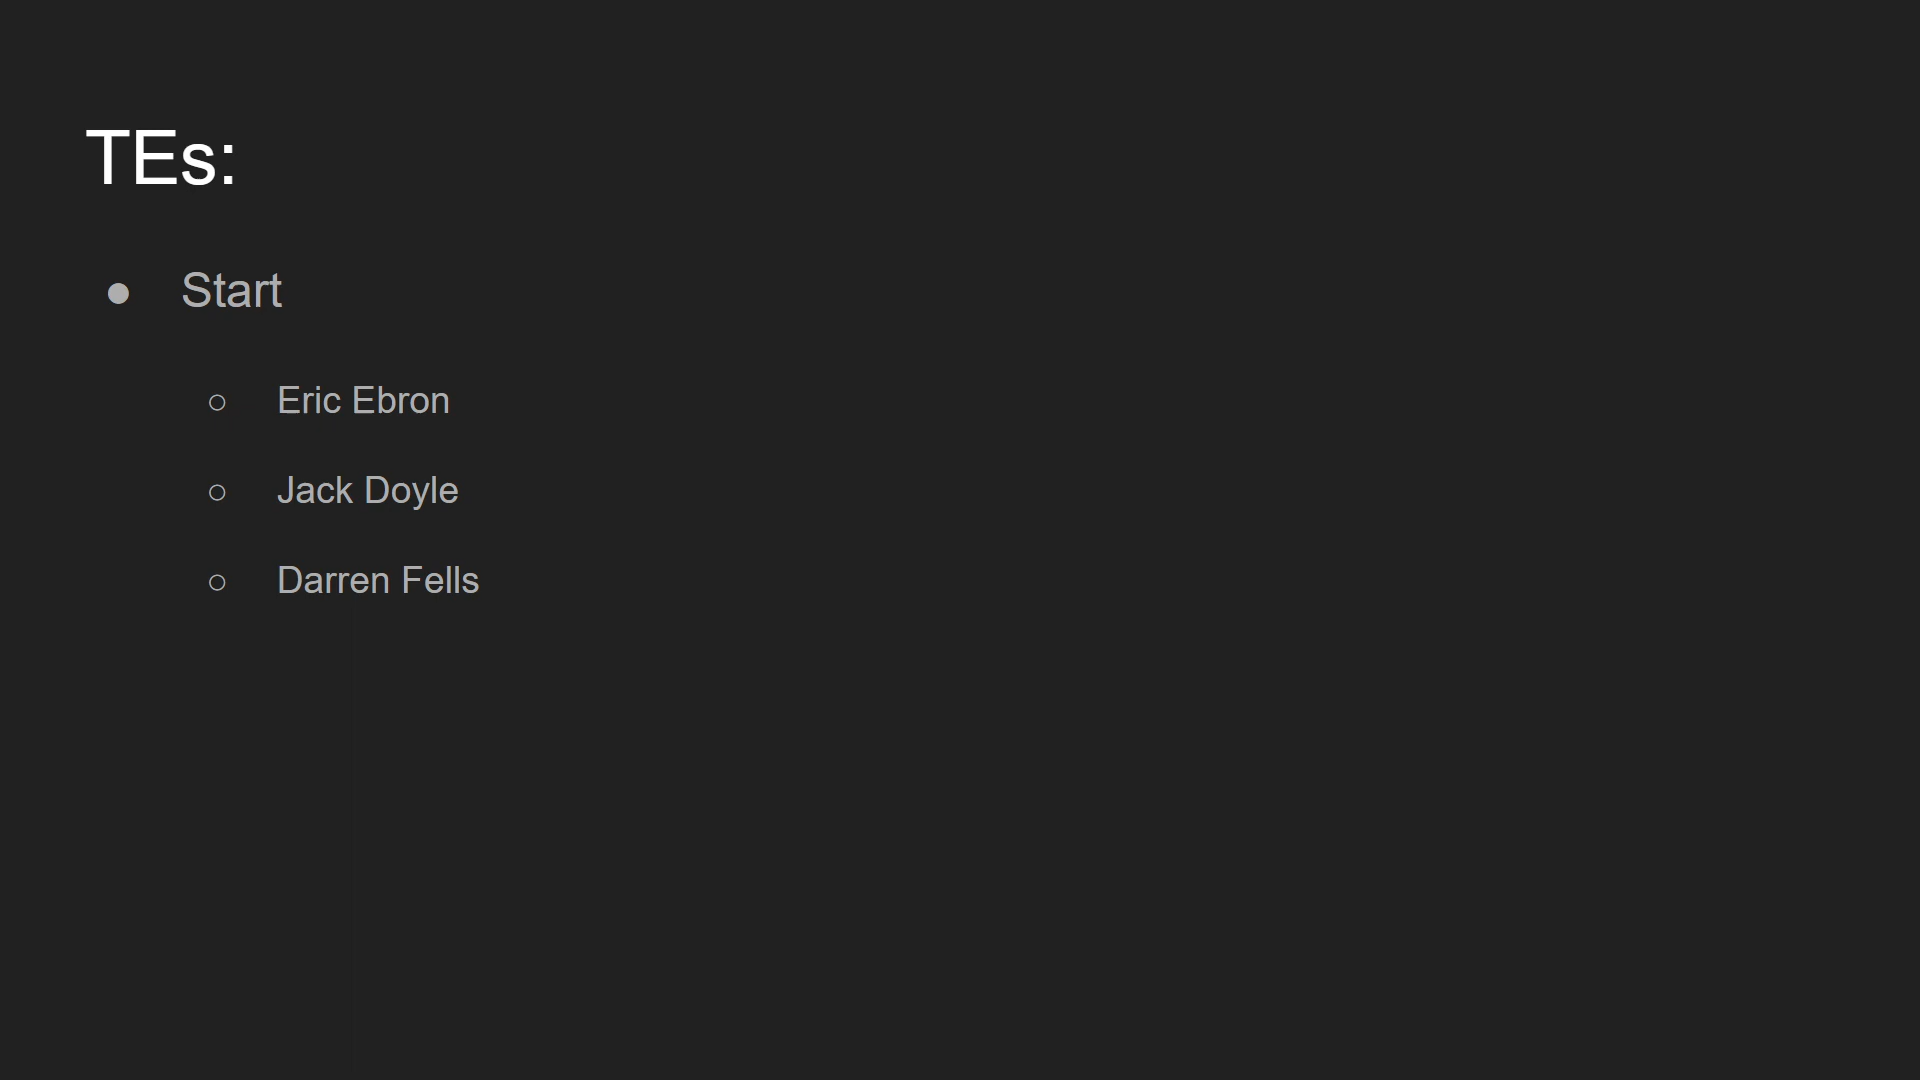 TEs:
● Start
○ Eric Ebron
○ Jack Doyle
○ Darren Fells